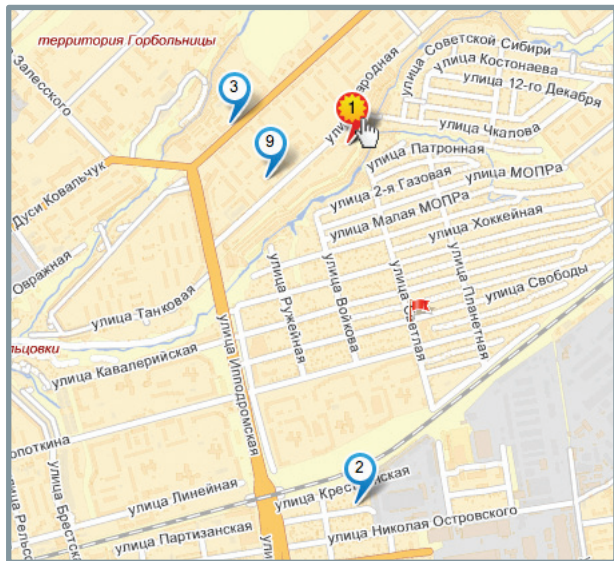 территория Горбольницы
улица Советской Сибири
улица Костонаева
улица 12-го Декабря
3
1
улица Чкалова
9
улица Патронная
улица МОПРа
Дуси Ковальчук
улица 2-я Газовая
улица Малая МОПРа
улица Хоккейная
Овражная
улица Свободы
улица Танковая
улица Ружейная
улица Войкова
улица Светлая
улица Планетная
улица Кавалерийская
улица Ипподромская
2
улица Линейная
улица Крестьянская
улица Партизанская
улица Николая Островского